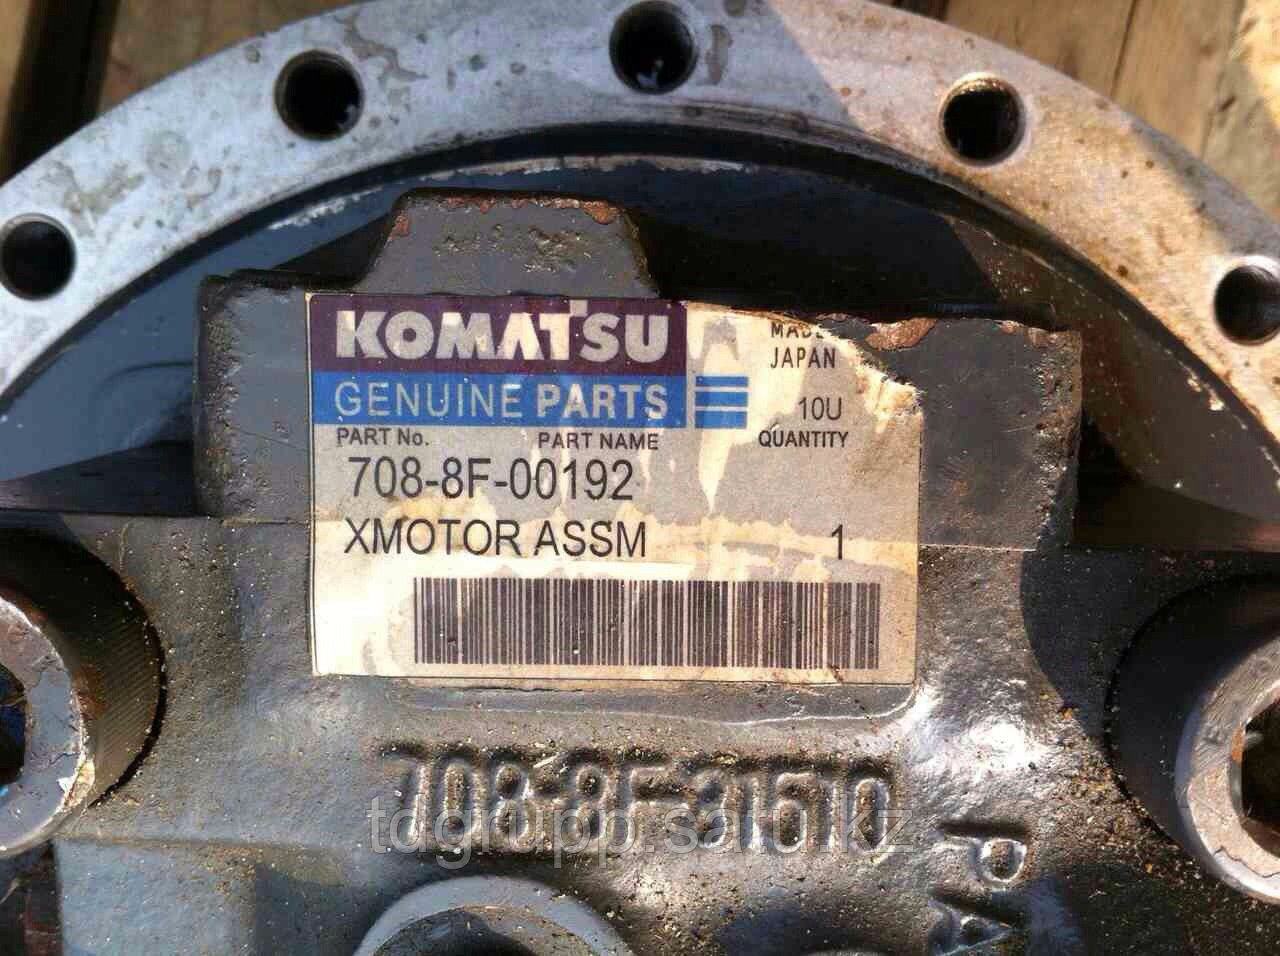 KOMATSU
GENUINE PARTS
MADE
JAPAN
10U
PART No. PART NAME QUANTITY
708-8F-00192
XMOTOR ASSM 1
708-8F-31510
tdgrupp.satu.kz
PA